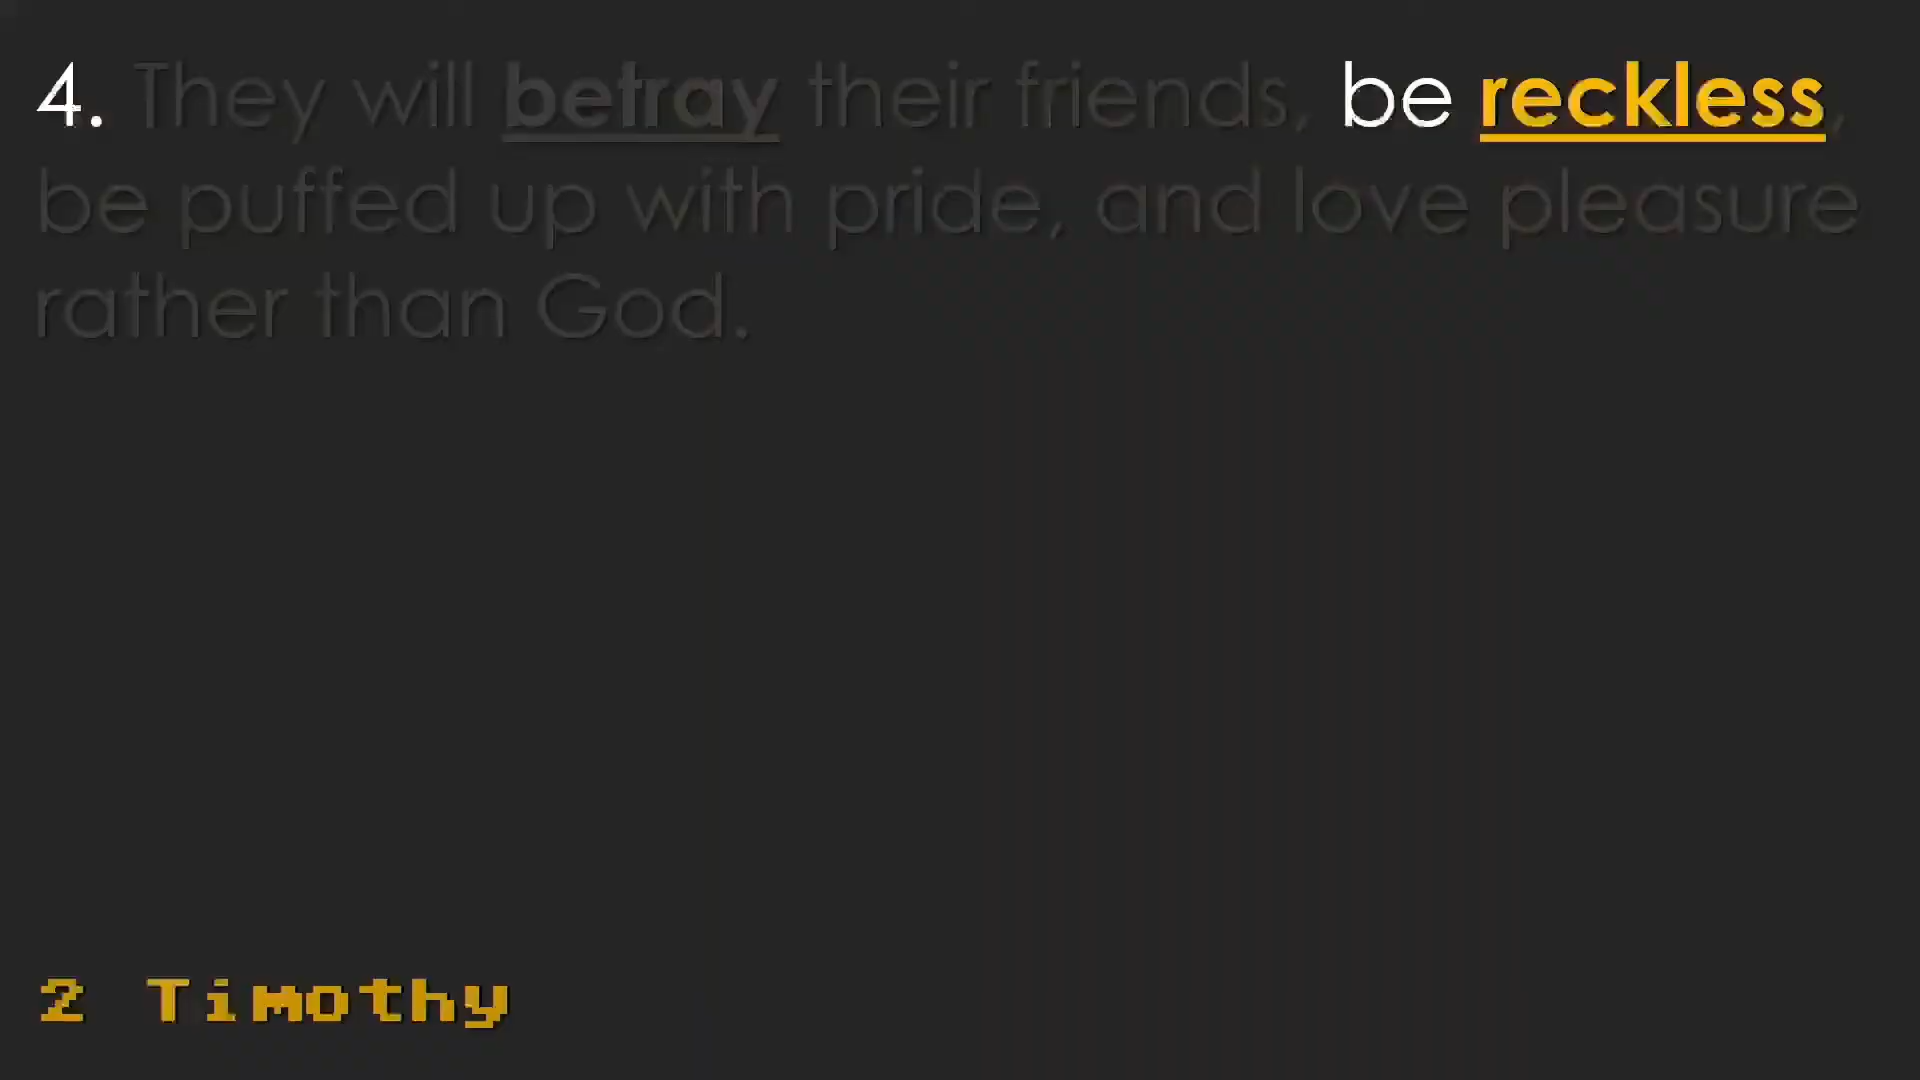 4. They will betray their friends, be reckless,
be puffed up with pride, and love pleasure
rather than God.
2 Timothy